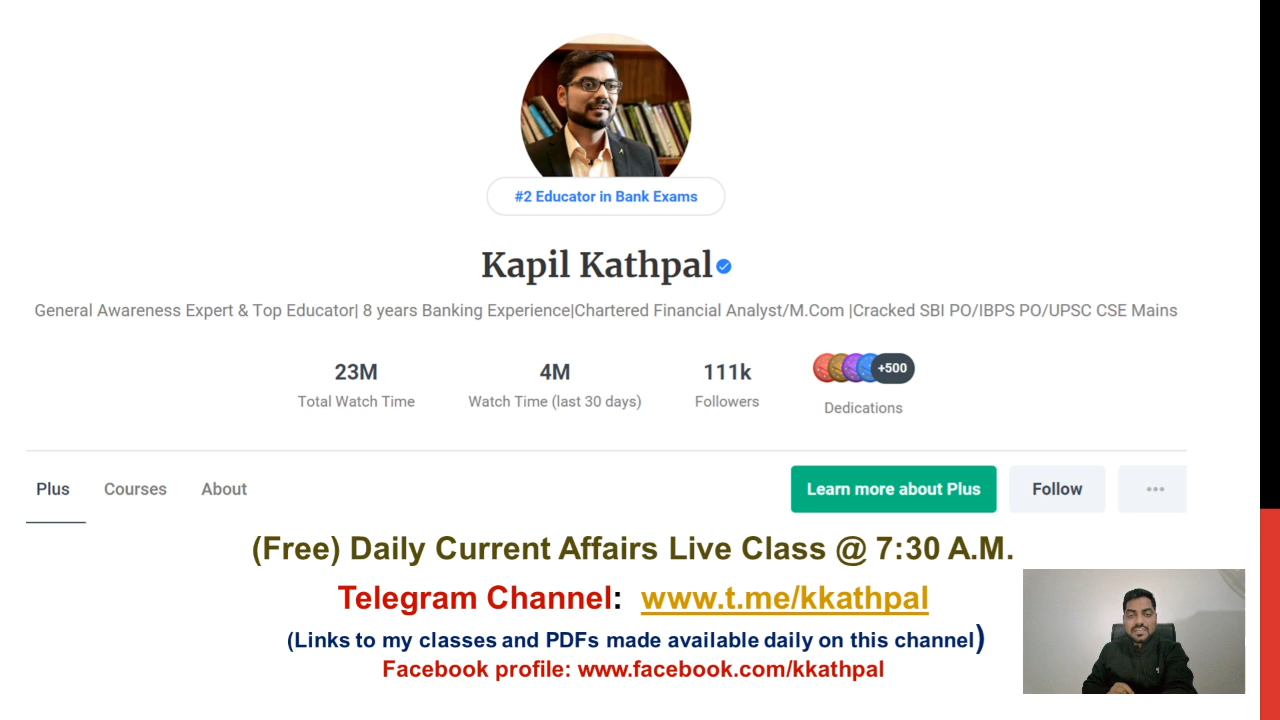 #2 Educator in Bank Exams
Kapil Kathpal
General Awareness Expert & Top Educator| 8 years Banking Experience|Chartered Financial Analyst/M.Com |Cracked SBI PO/IBPS PO/UPSC CSE Mains
23M 4M 111k +500
Total Watch Time Watch Time (last 30 days) Followers Dedications
Plus Courses About Learn more about Plus Follow ...
(Free) Daily Current Affairs Live Class @ 7:30 A.M.
Telegram Channel: www.t.me/kkathpal
(Links to my classes and PDFs made available daily on this channel)
Facebook profile: www.facebook.com/kkathpal